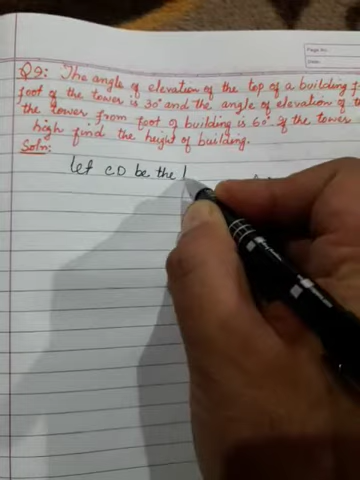 Page No.
Date
Q9: The angle of elevation of the top of a building
foot of the tower is 30° and the angle of elevation of
the tower from foot of building is 60° if the tower
high find the height of building.
Soln:
let CD be the